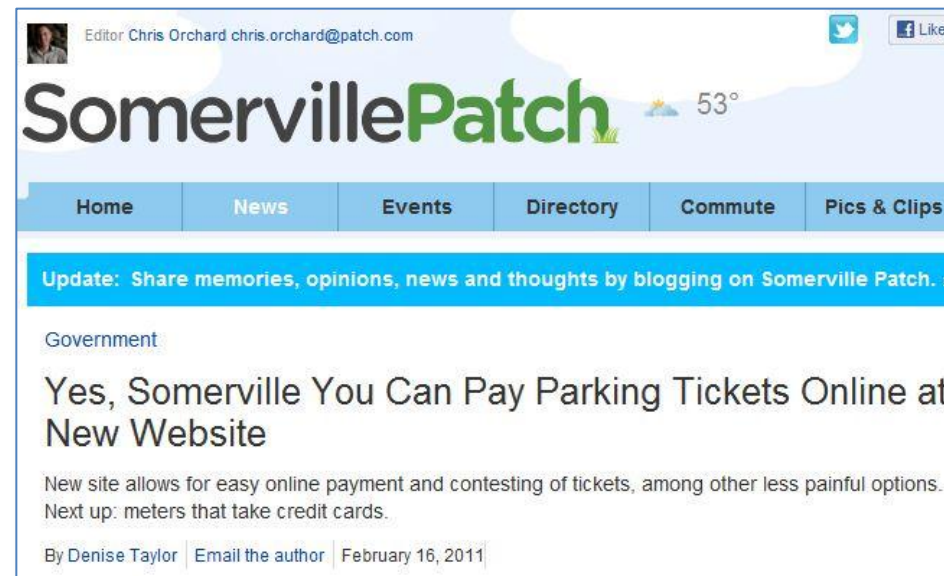 Editor Chris Orchard chris.orchard@patch.com
Like
SomervillePatch 53°
Home News Events Directory Commute Pics & Clips
Update: Share memories, opinions, news and thoughts by blogging on Somerville Patch.
Government
Yes, Somerville You Can Pay Parking Tickets Online at
New Website
New site allows for easy online payment and contesting of tickets, among other less painful options.
Next up: meters that take credit cards.
By Denise Taylor Email the author February 16, 2011